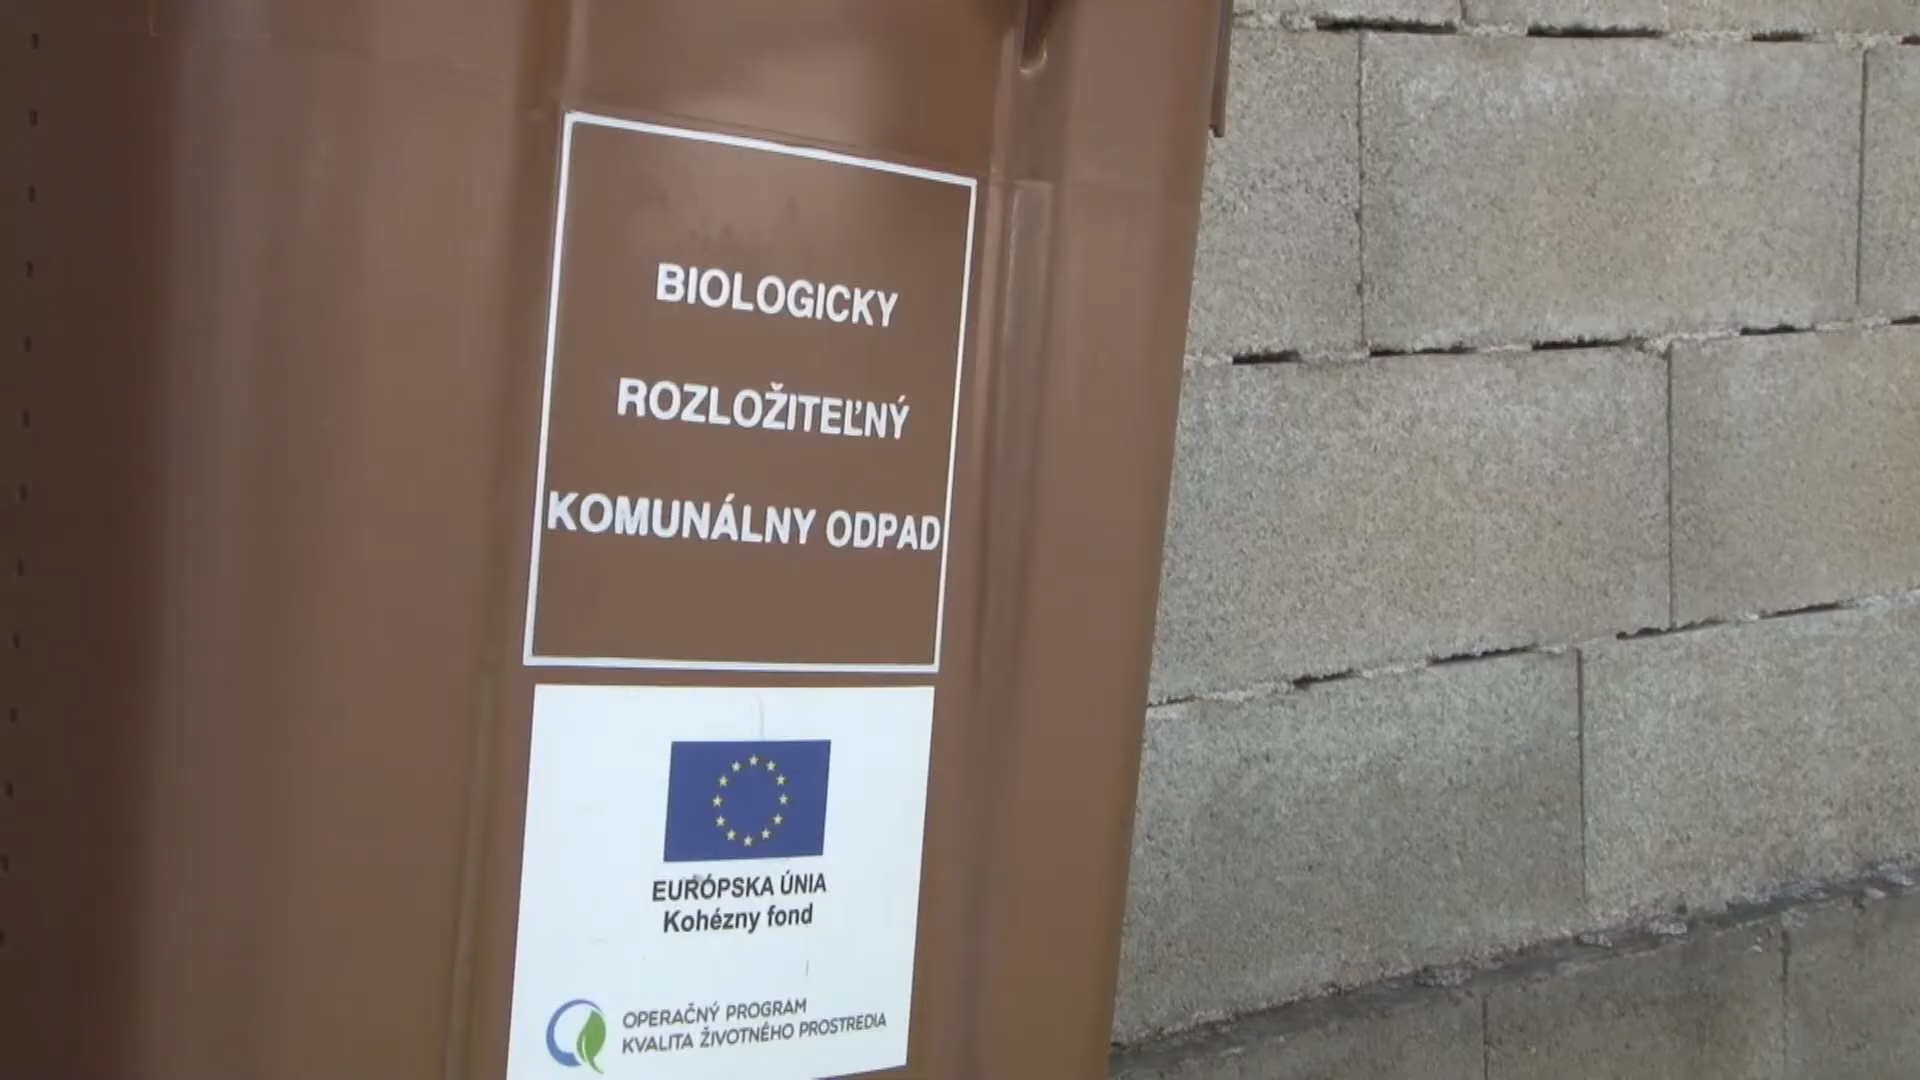 BIOLOGICKY
ROZLOŽITEĽNÝ
KOMUNÁLNY ODPAD
EURÓPSKA ÚNIA
Kohézny fond
OPERAČNÝ PROGRAM
KVALITA ŽIVOTNÉHO PROSTREDIA